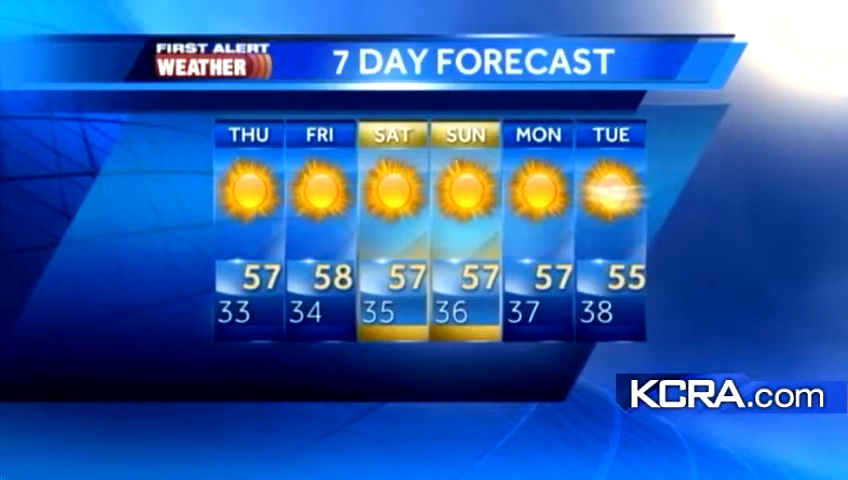 FIRST ALERT
WEATHER
7 DAY FORECAST
THU FRI SAT SUN MON TUE
57 58 57 57 57 55
33 34 35 36 37 38
KCRA.com